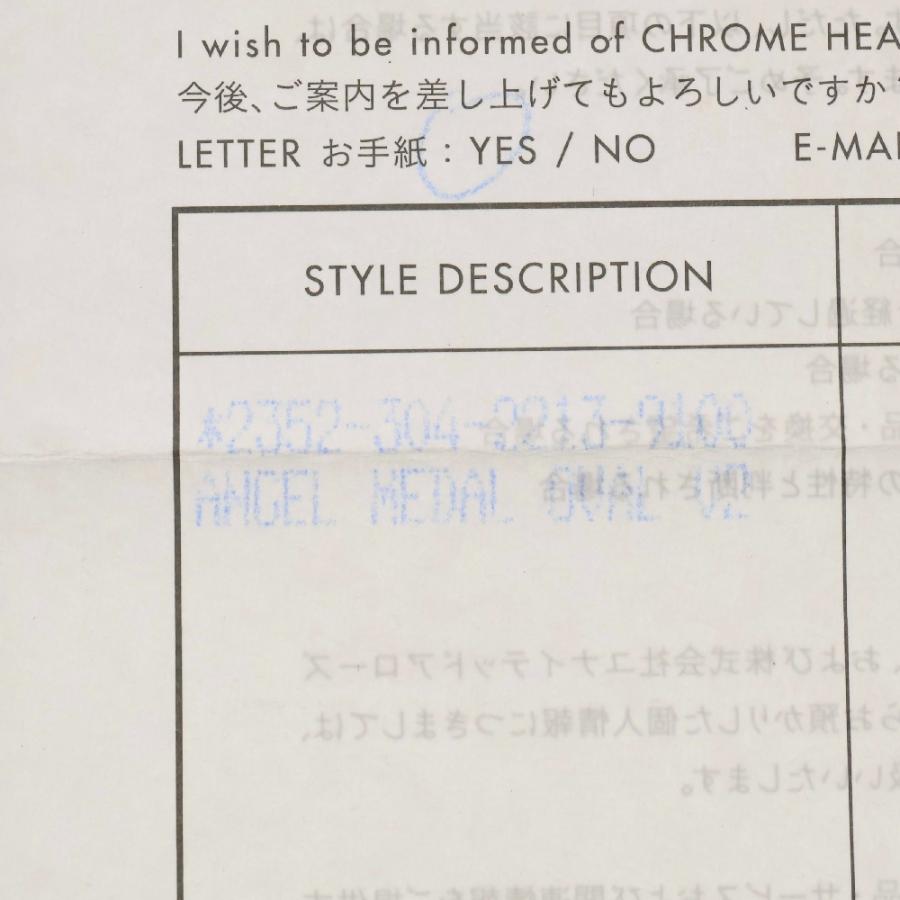 I wish to be informed of CHROME HEA
今後、ご案内を差し上げてもよろしいですか
LETTER お手紙 : YES / NO E-MAI
STYLE DESCRIPTION
*2352-304-9213-9100
ANGEL MEDAL OVAL V2